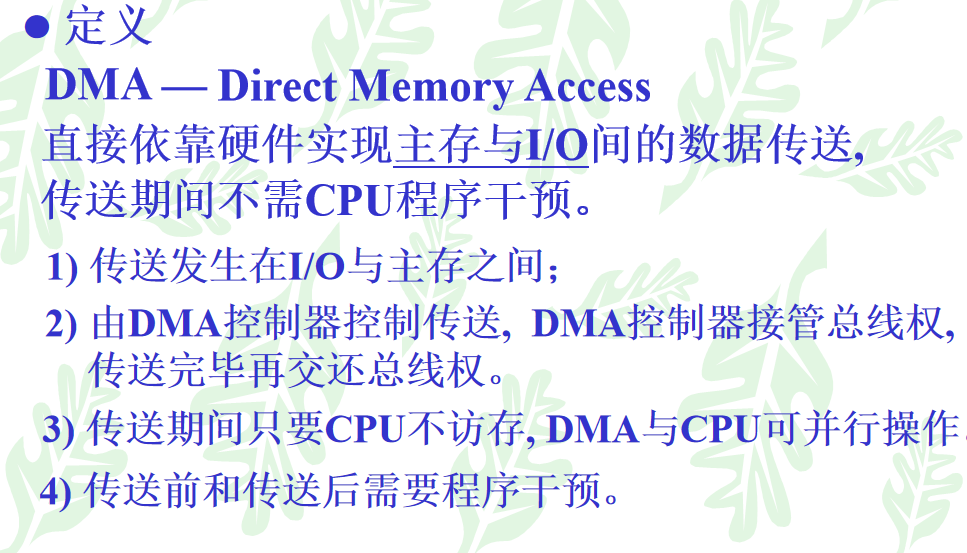 ● 定义
DMA — Direct Memory Access
直接依靠硬件实现主存与I/O间的数据传送,
传送期间不需CPU程序干预。
1) 传送发生在I/O与主存之间；
2) 由DMA控制器控制传送, DMA控制器接管总线权,
传送完毕再交还总线权。
3) 传送期间只要CPU不访存, DMA与CPU可并行操作.
4) 传送前和传送后需要程序干预。